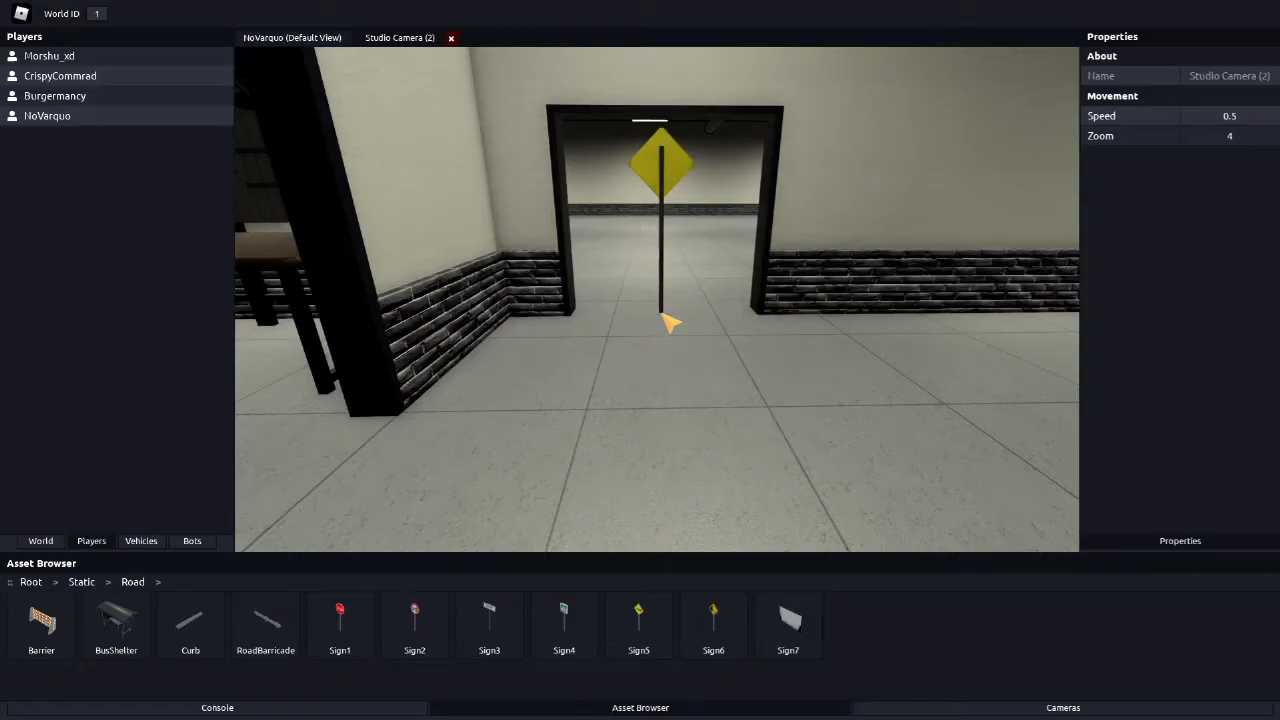 World ID 1
Players
NoVarquo (Default View) Studio Camera (2)
Properties
Morshu_xd
CrispyCommrad
Burgermancy
NoVarquo
About
Name Studio Camera (2)
Movement
Speed 0.5
Zoom 4
World Players Vehicles Bots
Properties
Asset Browser
:: Root > Static > Road >
Barrier BusShelter Curb RoadBarricade Sign1 Sign2 Sign3 Sign4 Sign5 Sign6 Sign7
Console Asset Browser Cameras